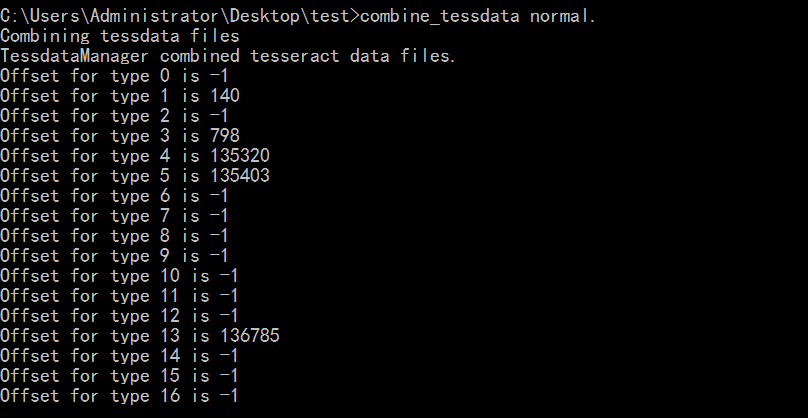 C:\Users\Administrator\Desktop\test>combine_tessdata normal.
Combining tessdata files
TessdataManager combined tesseract data files.
Offset for type 0 is -1
Offset for type 1 is 140
Offset for type 2 is -1
Offset for type 3 is 798
Offset for type 4 is 135320
Offset for type 5 is 135403
Offset for type 6 is -1
Offset for type 7 is -1
Offset for type 8 is -1
Offset for type 9 is -1
Offset for type 10 is -1
Offset for type 11 is -1
Offset for type 12 is -1
Offset for type 13 is 136785
Offset for type 14 is -1
Offset for type 15 is -1
Offset for type 16 is -1